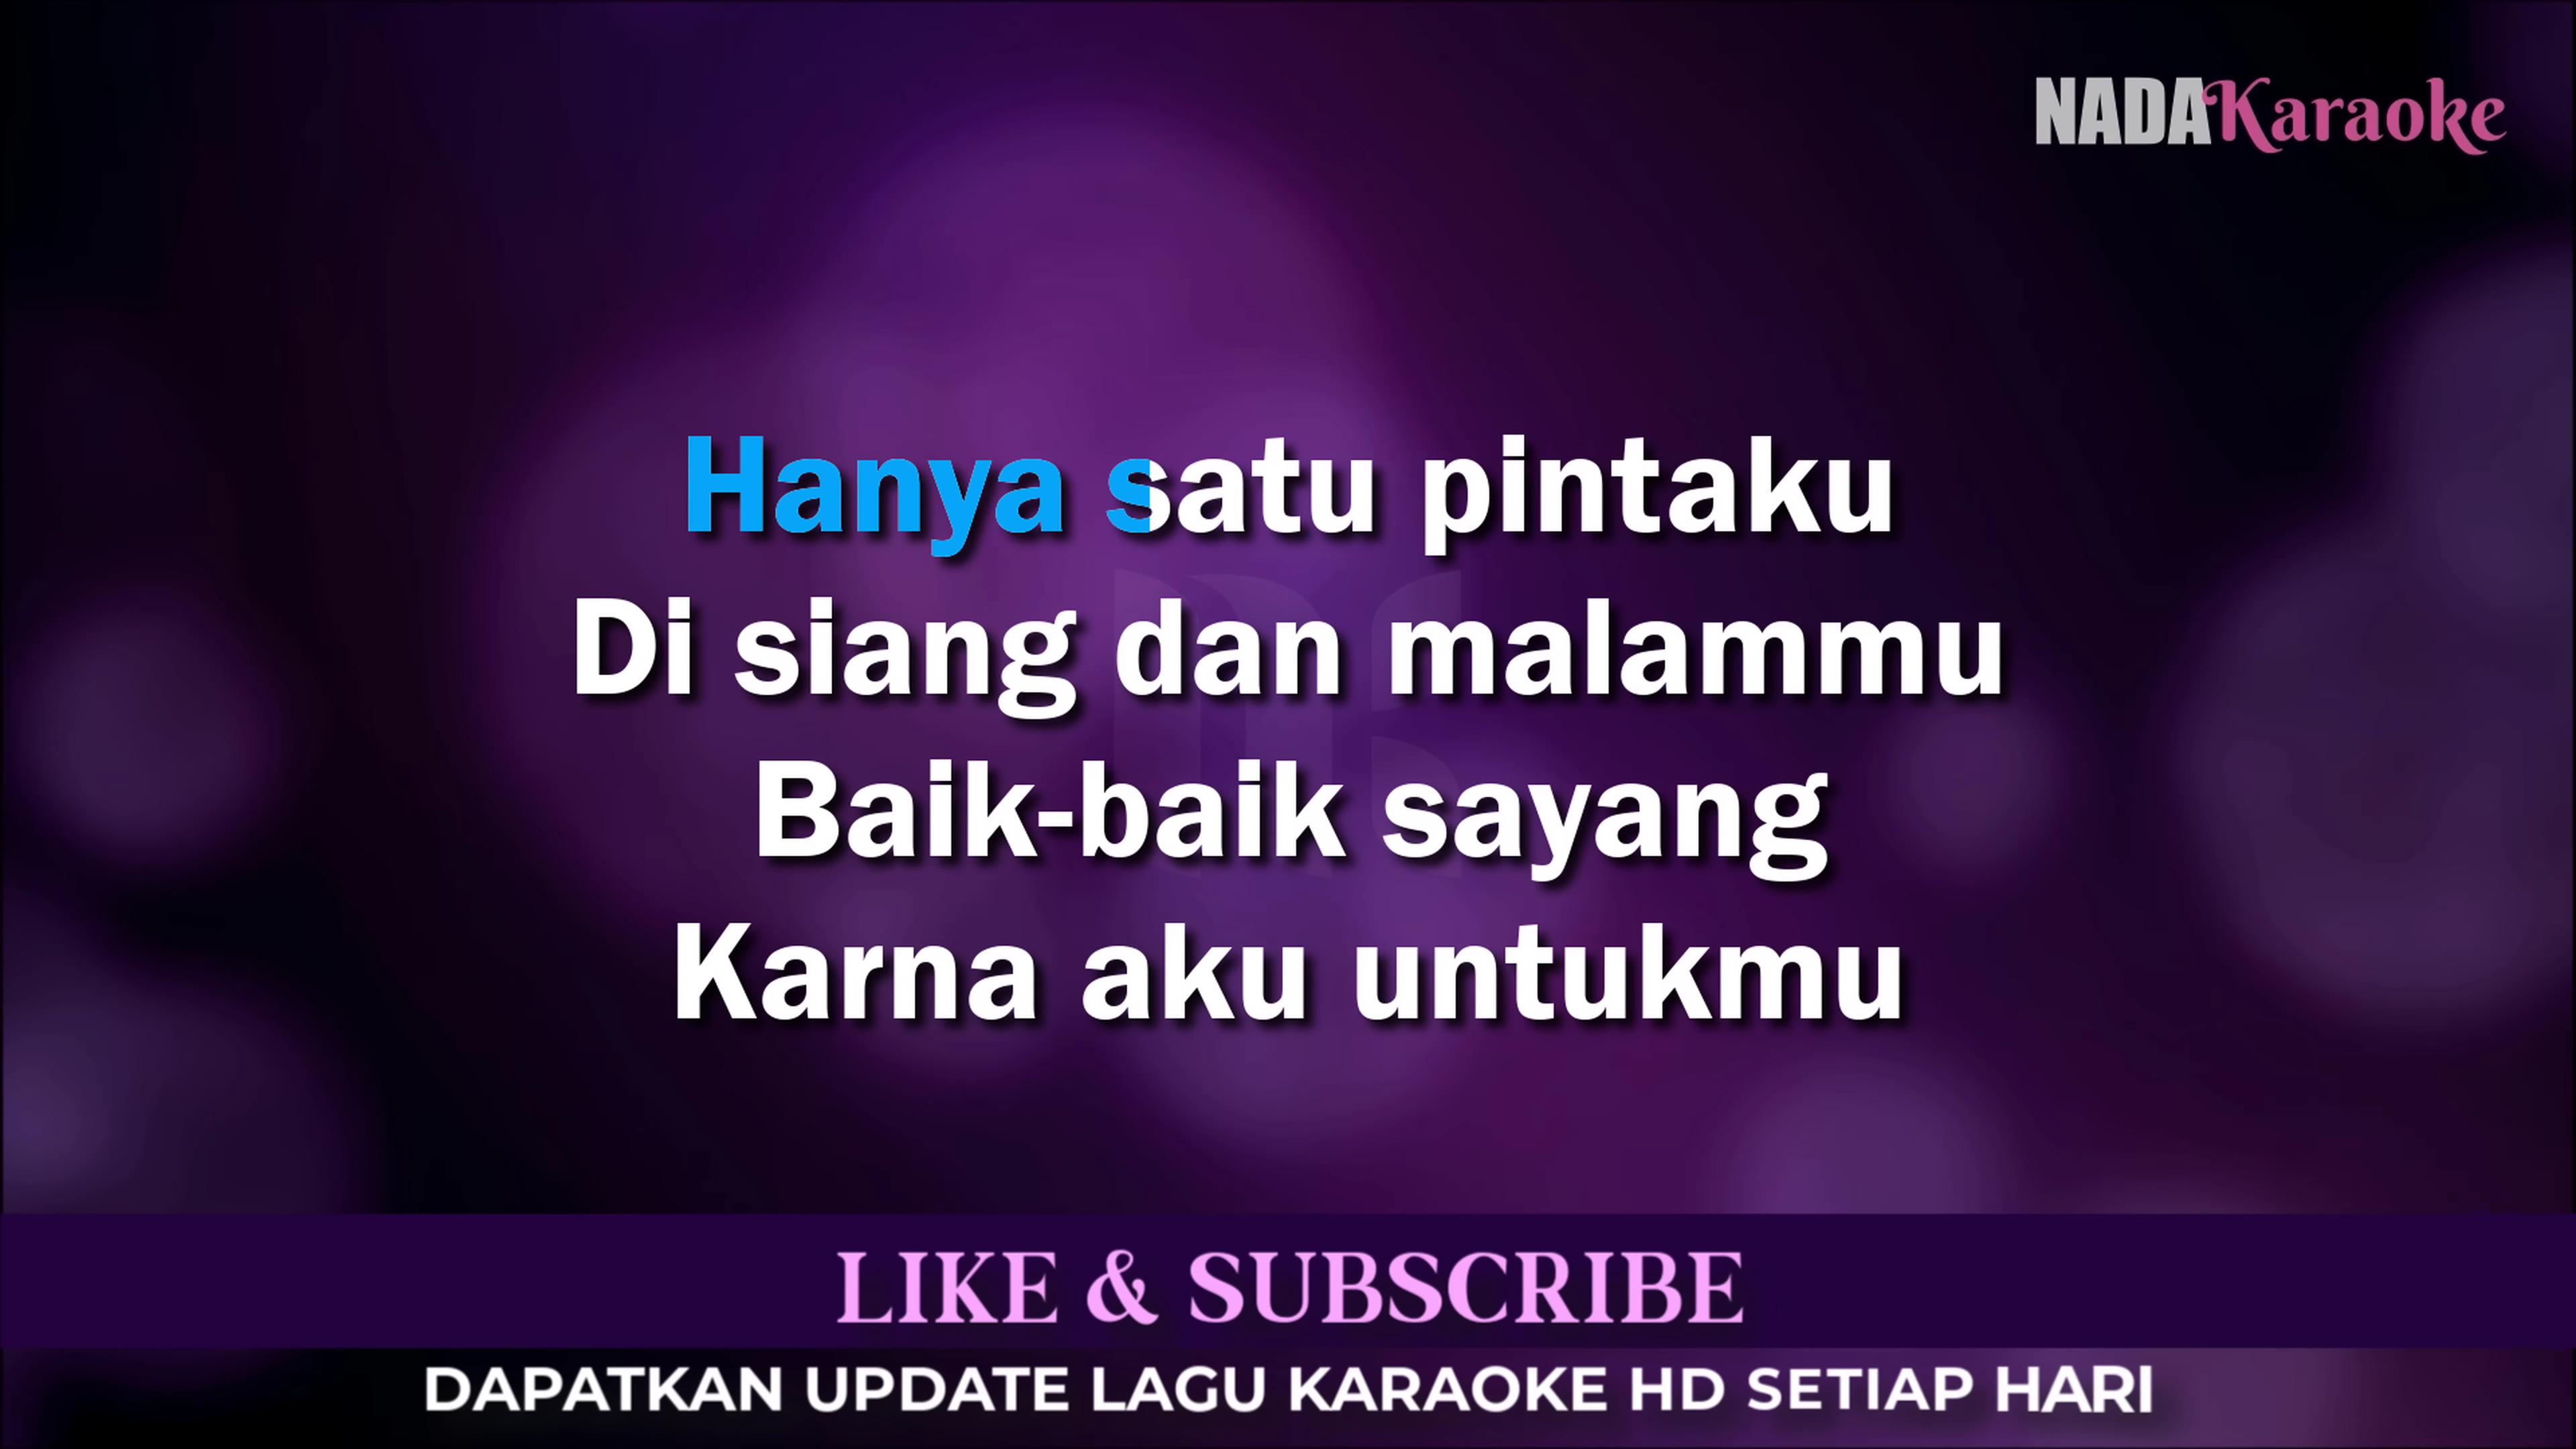 NADAKaraoke
Hanya satu pintaku
Di siang dan malammu
Baik-baik sayang
Karna aku untukmu
LIKE & SUBSCRIBE
DAPATKAN UPDATE LAGU KARAOKE HD SETIAP HARI